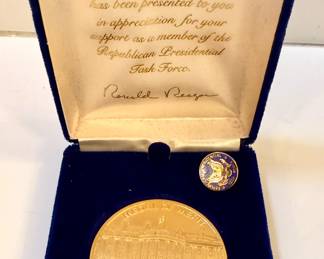 has been presented to you
in appreciation, for your
support as a member of the
Republican Presidential
Task Force.
Ronald Reagan